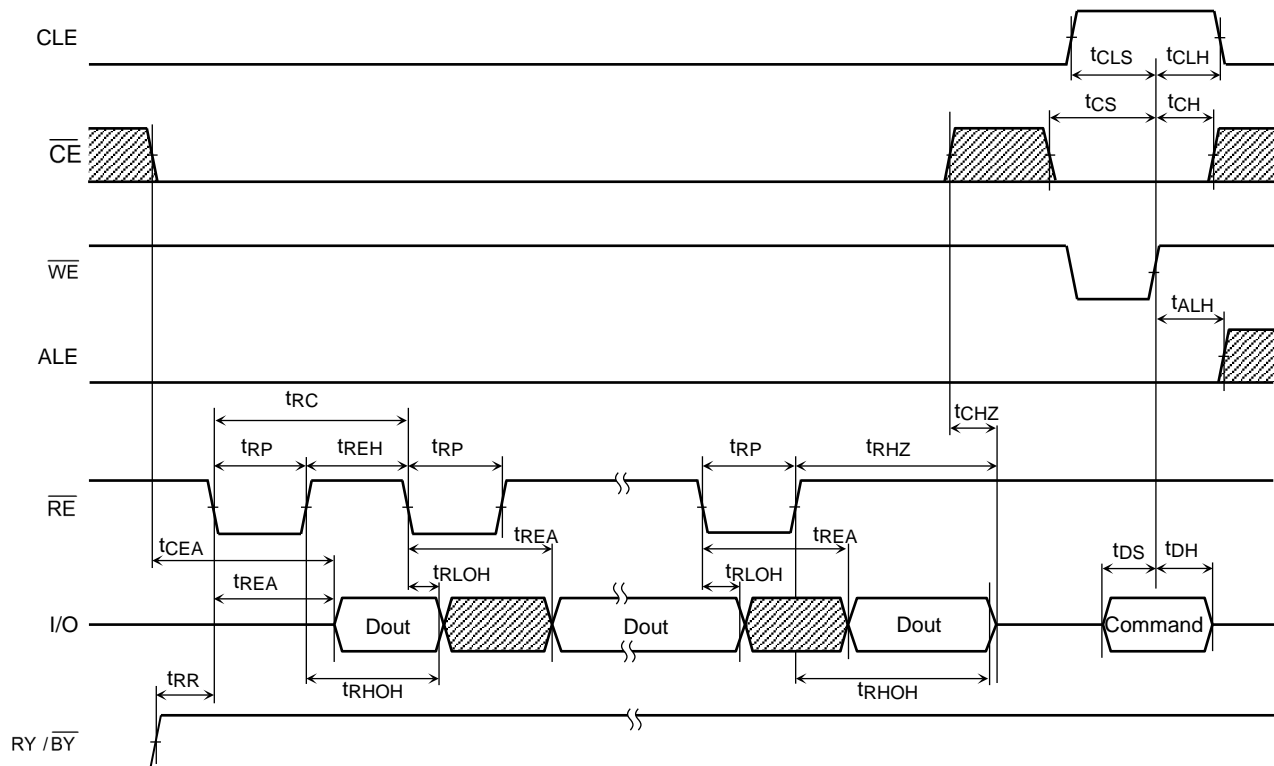 CLE
tCLS tCLH
tCS tCH
CE
WE
tALH
ALE
tRC
tCHZ
tRP tREH tRP tRP tRHZ
RE
tCEA tREA tREA
tDS tDH
tREA tRLOH tRLOH
I/O Dout Dout Dout Command
tRR tRHOH tRHOH
RY / BY